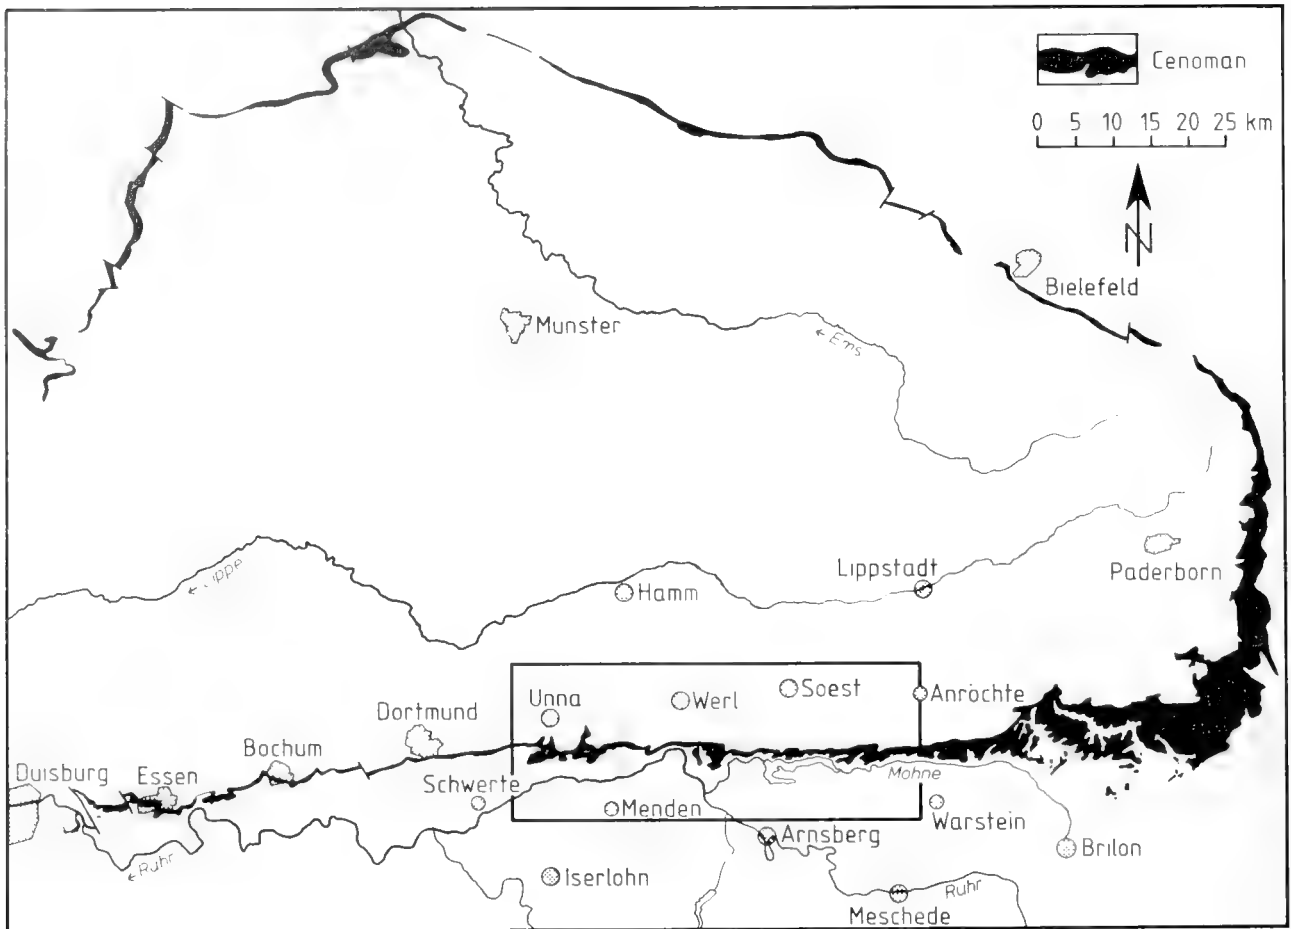 Cenoman
0 5 10 15 20 25 km
N
Bielefeld
Munster
Ems
Lippstadt
Paderborn
Hamm
Soest
Anröchte
Unna
Werl
Dortmund
Bochum
Duisburg
Essen
Schwerte
Mohne
Menden
Warstein
Arnsberg
Brilon
Ruhr
Iserlohn
Ruhr
Meschede